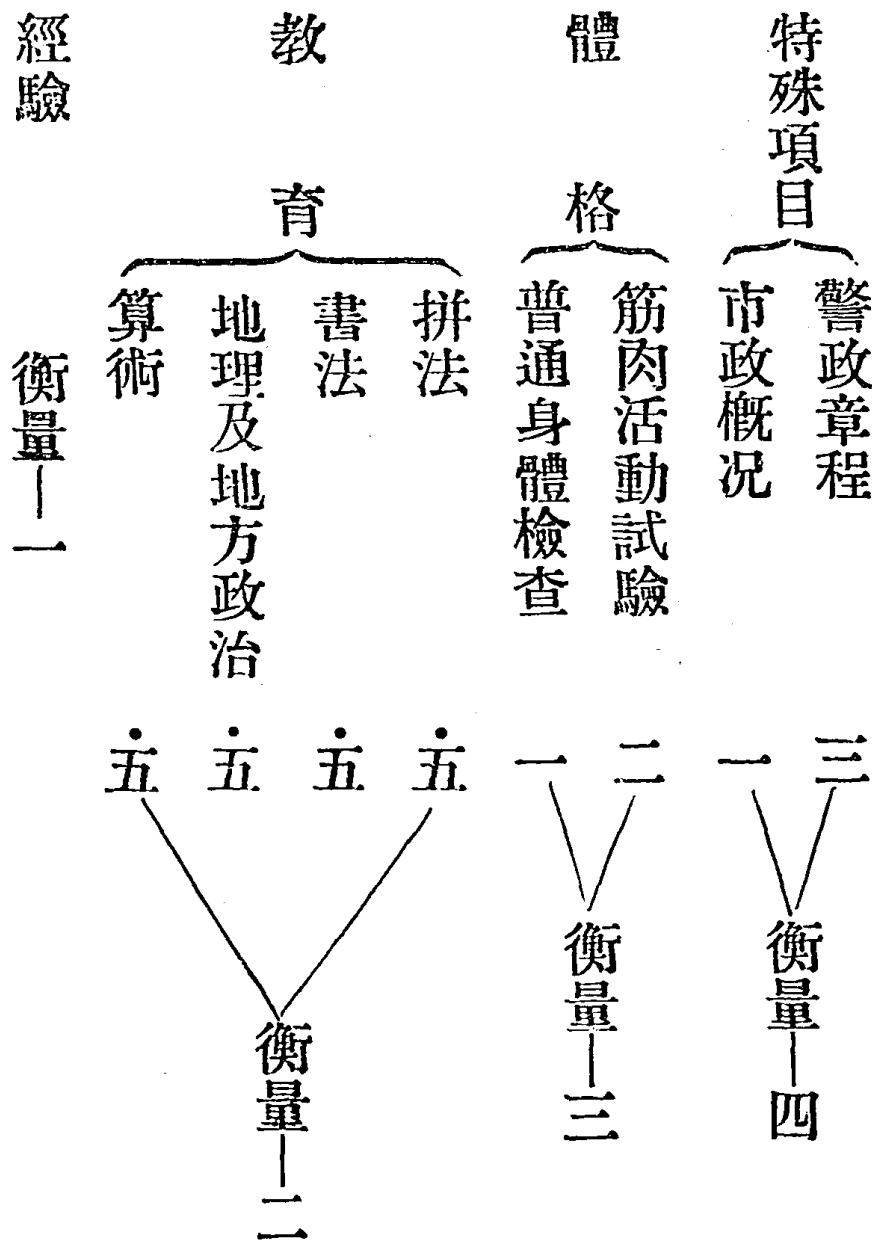 特殊項目
警政章程 三
市政概况 一
衡量—四
體格
筋肉活動試驗 二
普通身體檢查 一
衡量—三
教育
拼法 ·五
書法 ·五
地理及地方政治 ·五
算術 ·五
衡量—二
經驗
衡量—一